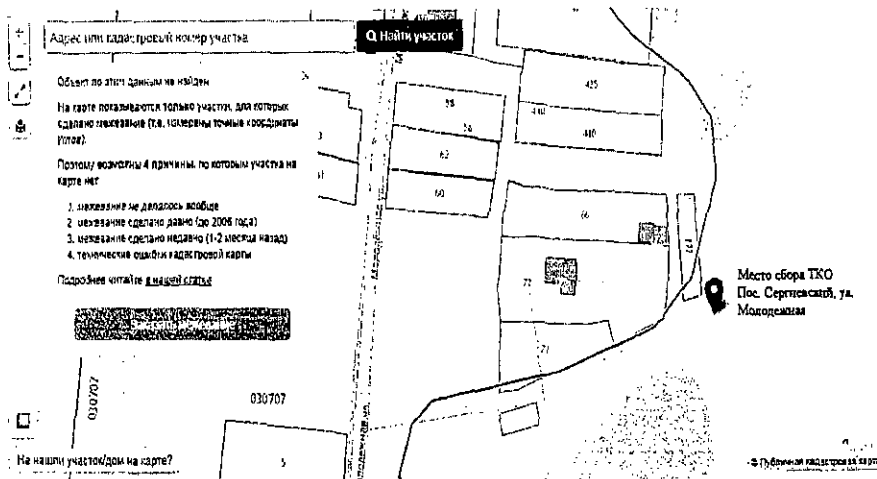 Адрес или кадастровый номер участка
Найти участок
Объект по этим данным не найден
На карте показываются только участки, для которых
сделано межевание (т.е. измерены точные координаты
углов).
Поэтому возможны 4 причины, по которым участка на
карте нет
1. межевание не делалось вообще
2 межевание сделано давно (до 2006 года)
3. межевание сделано недавно (1-2 месяца назад)
4. технические ошибки кадастровой карты
Подробнее читайте в нашей статье
425
440
58
56
62
60
66
72
71
Место сбора ТКО
Пос. Сергиевский, ул.
Молодежная
030707
030707
5
Не нашли участок/дом на карте?
© Публичная кадастровая карта